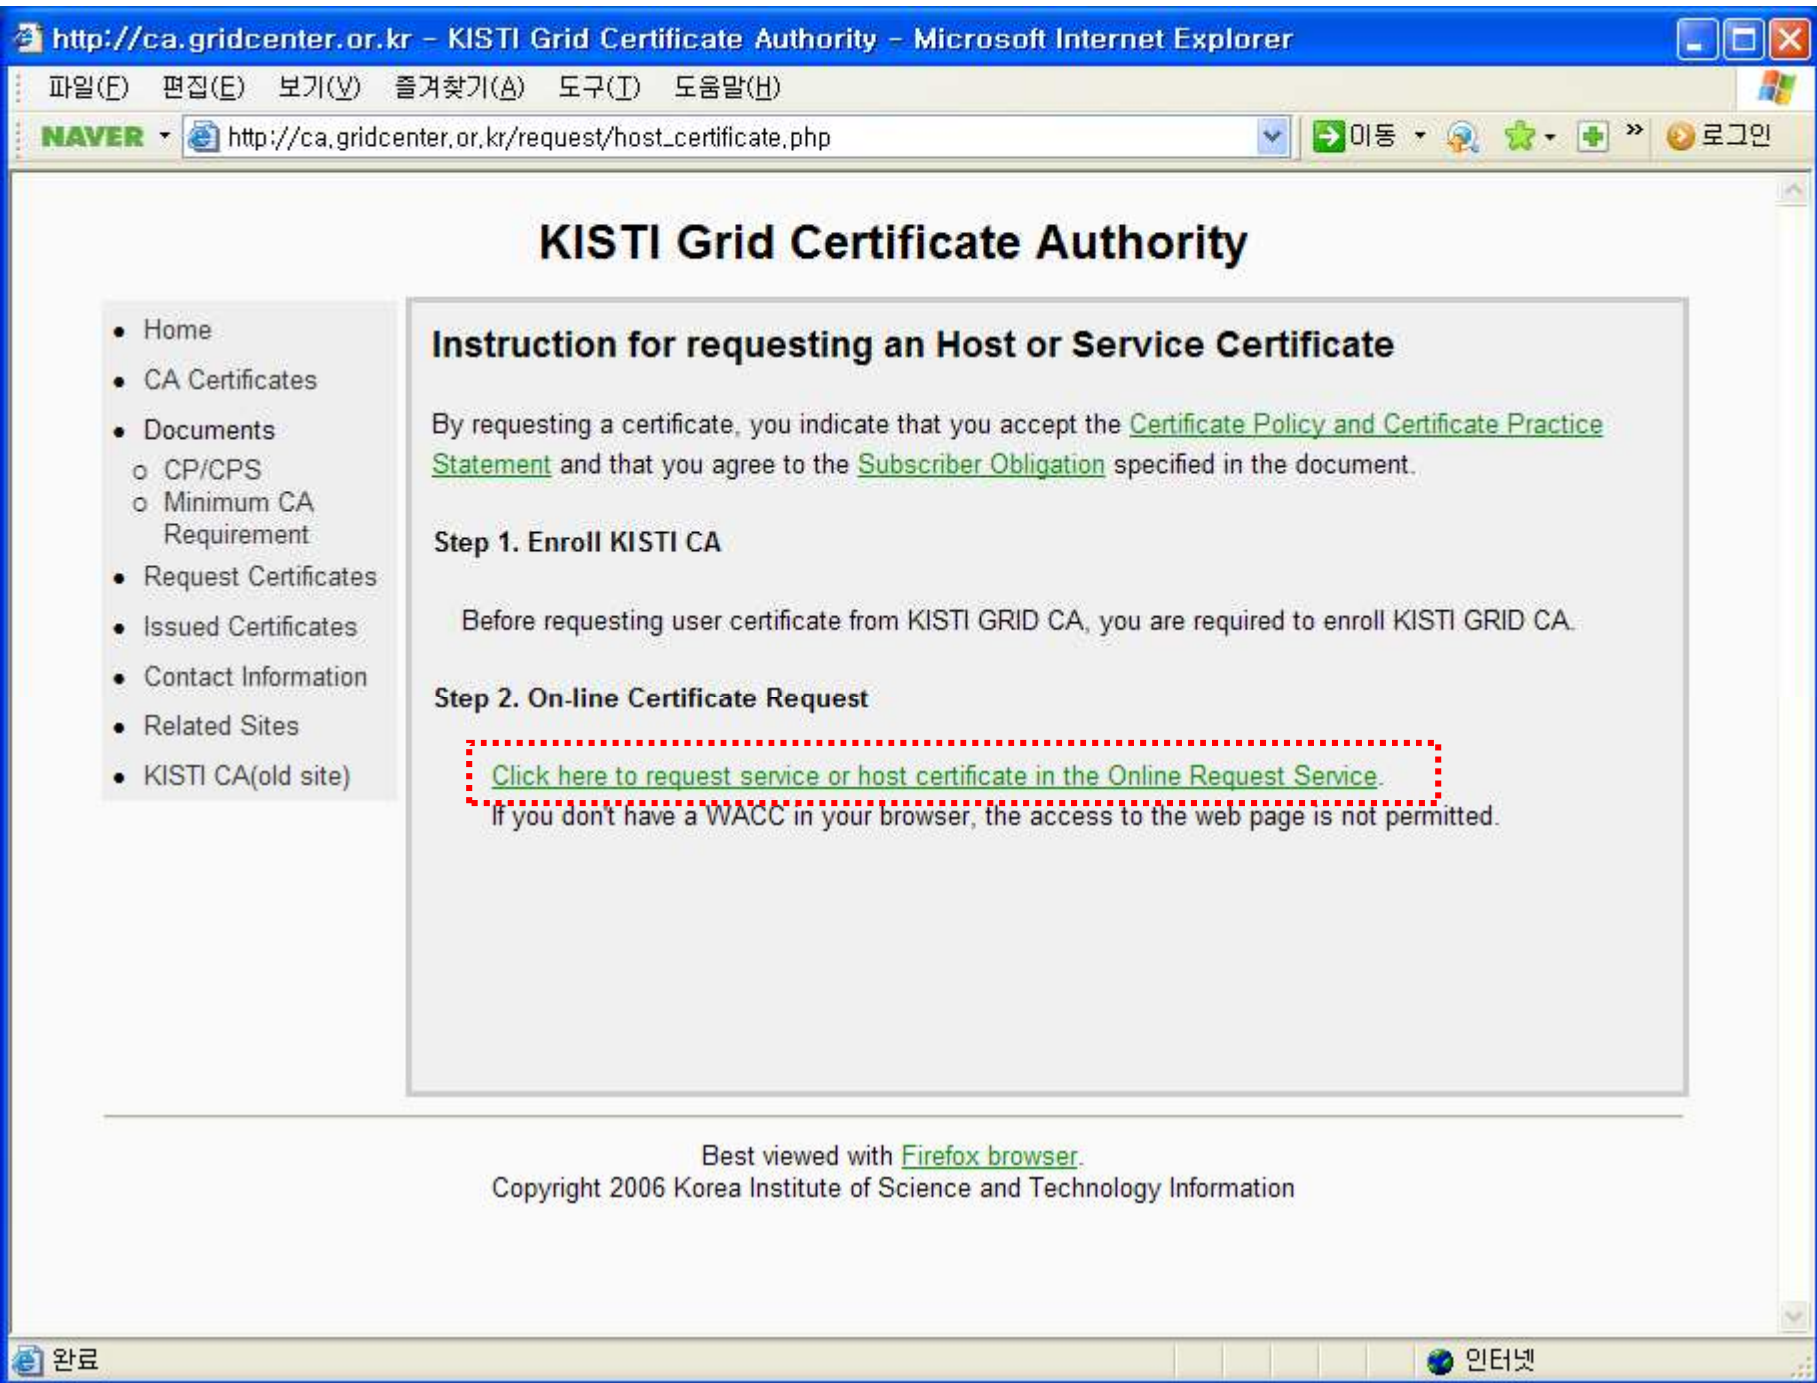 http://ca.gridcenter.or.kr - KISTI Grid Certificate Authority - Microsoft Internet Explorer
파일(F) 편집(E) 보기(V) 즐겨찾기(A) 도구(T) 도움말(H)
NAVER http://ca.gridcenter.or.kr/request/host_certificate.php 이동 » 로그인
KISTI Grid Certificate Authority
• Home
• CA Certificates
• Documents
o CP/CPS
o Minimum CA
Requirement
• Request Certificates
• Issued Certificates
• Contact Information
• Related Sites
• KISTI CA(old site)
Instruction for requesting an Host or Service Certificate
By requesting a certificate, you indicate that you accept the Certificate Policy and Certificate Practice
Statement and that you agree to the Subscriber Obligation specified in the document.
Step 1. Enroll KISTI CA
Before requesting user certificate from KISTI GRID CA, you are required to enroll KISTI GRID CA.
Step 2. On-line Certificate Request
Click here to request service or host certificate in the Online Request Service.
If you don't have a WACC in your browser, the access to the web page is not permitted.
Best viewed with Firefox browser.
Copyright 2006 Korea Institute of Science and Technology Information
완료 인터넷